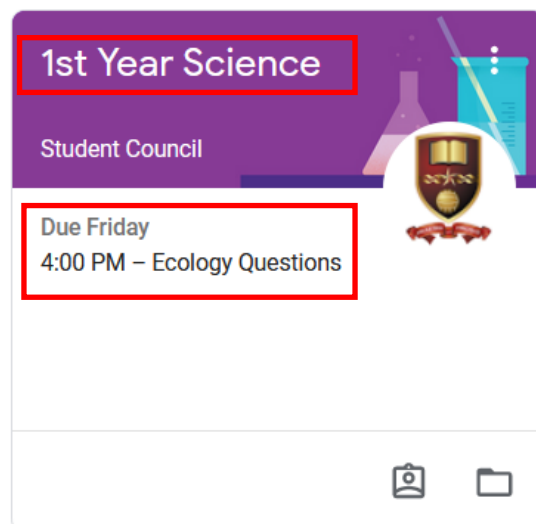 1st Year Science
Student Council
Due Friday
4:00 PM – Ecology Questions